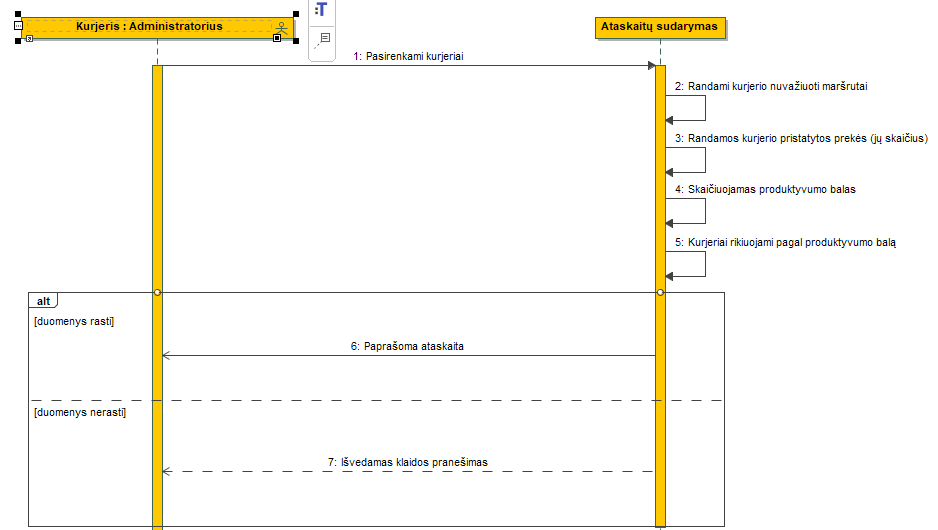 :T
Kurjeris : Administratorius
Ataskaitų sudarymas
1: Pasirenkami kurjeriai
2: Randami kurjerio nuvažiuoti maršrutai
3: Randamos kurjerio pristatytos prekės (jų skaičius)
4: Skaičiuojamas produktyvumo balas
5: Kurjeriai rikiuojami pagal produktyvumo balą
alt
[duomenys rasti]
6: Paprašoma ataskaita
[duomenys nerasti]
7: Išvedamas klaidos pranešimas